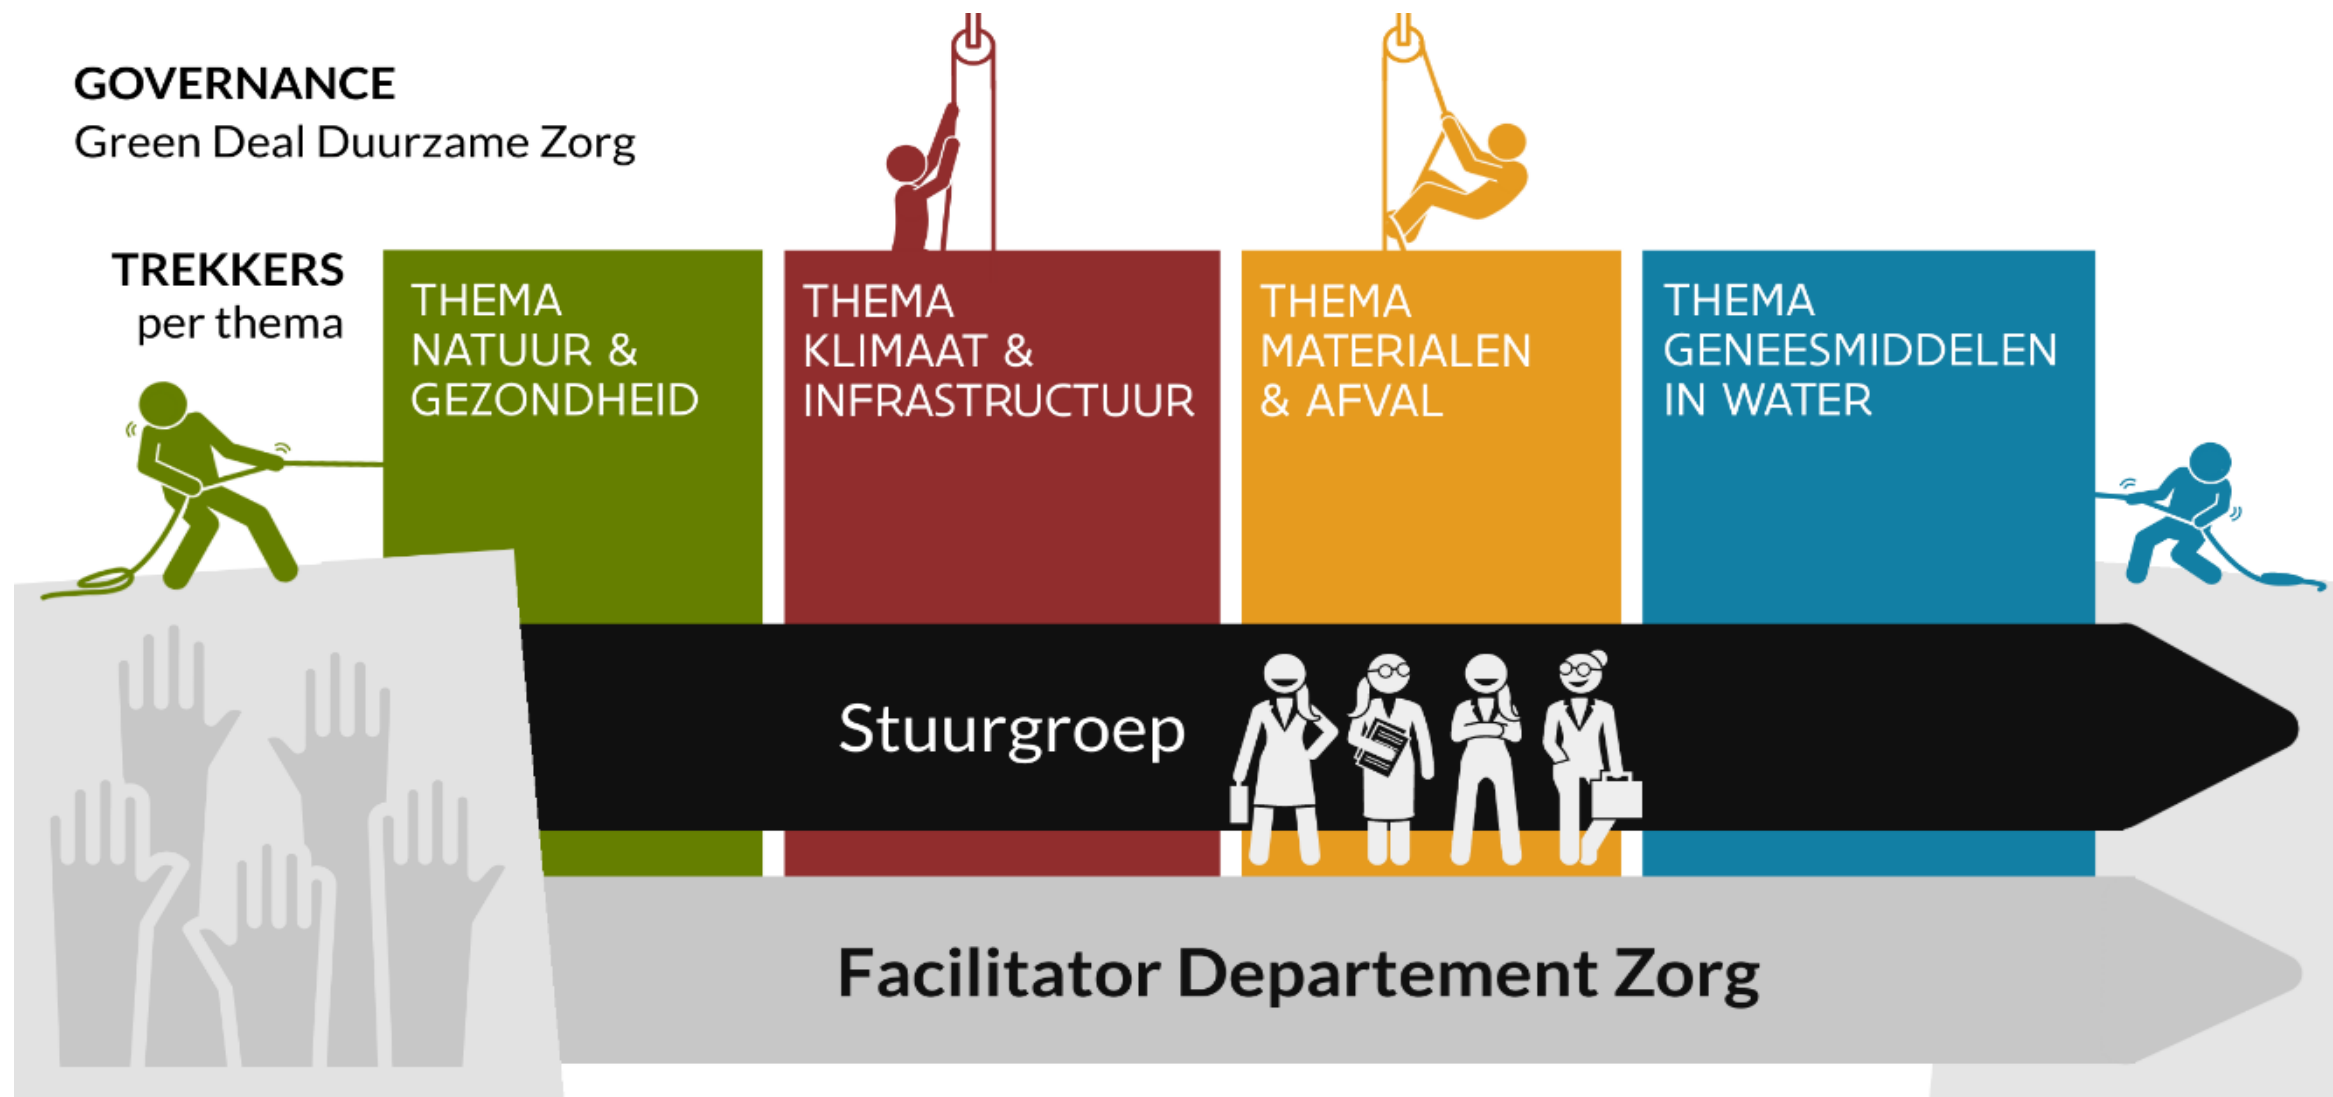 GOVERNANCE
Green Deal Duurzame Zorg
TREKKERS
per thema
THEMA
NATUUR &
GEZONDHEID
THEMA
KLIMAAT &
INFRASTRUCTUUR
THEMA
MATERIALEN
& AFVAL
THEMA
GENEESMIDDELEN
IN WATER
Stuurgroep
Facilitator Departement Zorg